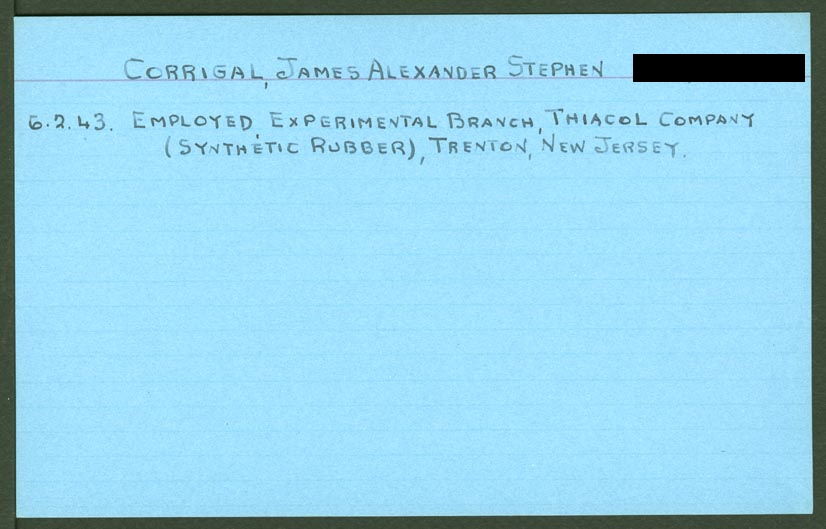 CORRIGAL, JAMES ALEXANDER STEPHEN
6.2.43. EMPLOYED, EXPERIMENTAL BRANCH, THIACOL COMPANY
(SYNTHETIC RUBBER), TRENTON, NEW JERSEY.